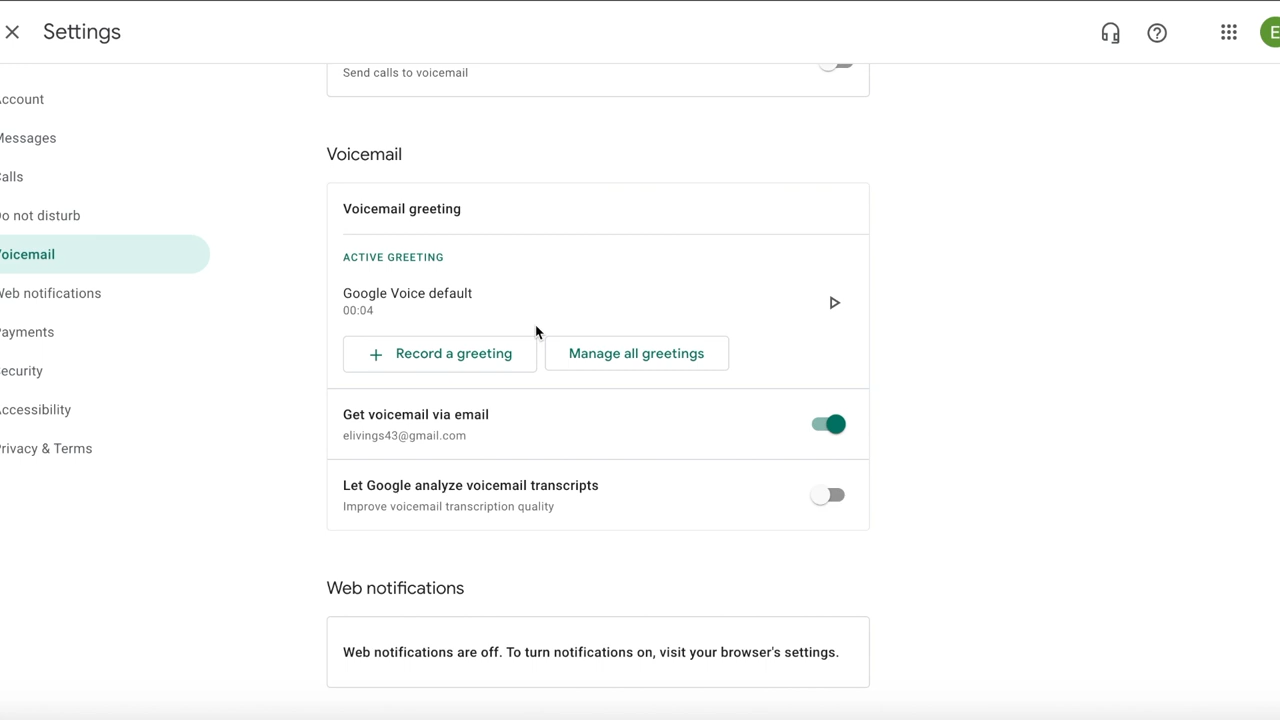 Settings
E
Send calls to voicemail
ccount
Messages
alls
o not disturb
oicemail
Web notifications
ayments
ecurity
ccessibility
rivacy & Terms
Voicemail
Voicemail greeting
ACTIVE GREETING
Google Voice default
00:04
+ Record a greeting
Manage all greetings
Get voicemail via email
elivings43@gmail.com
Let Google analyze voicemail transcripts
Improve voicemail transcription quality
Web notifications
Web notifications are off. To turn notifications on, visit your browser's settings.